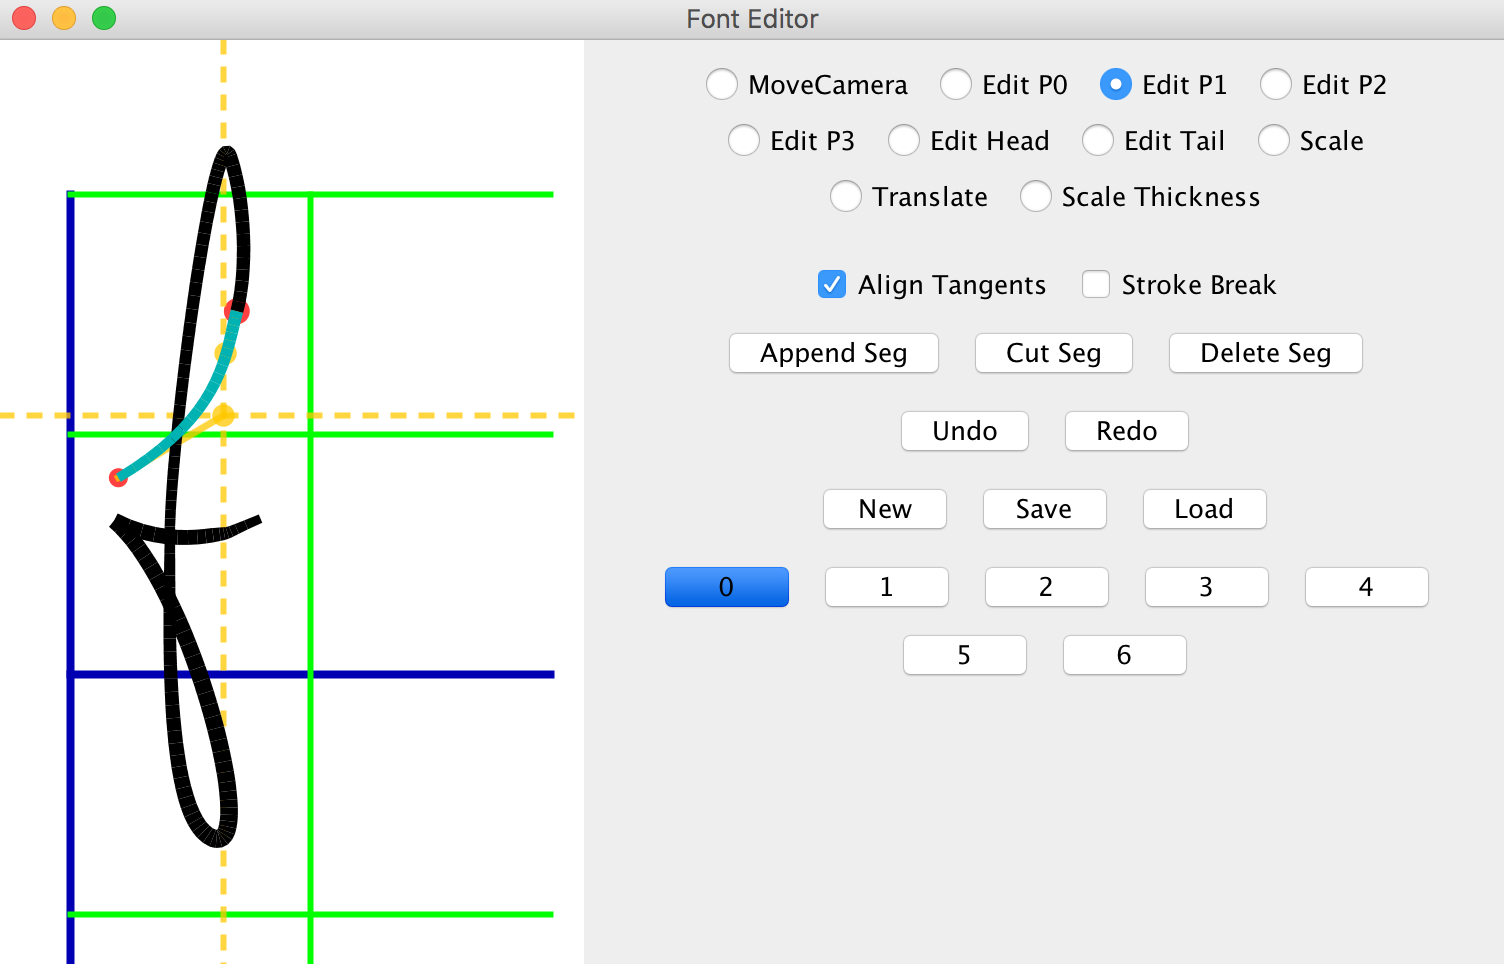 Font Editor
MoveCamera Edit P0 Edit P1 Edit P2
Edit P3 Edit Head Edit Tail Scale
Translate Scale Thickness
Align Tangents Stroke Break
Append Seg Cut Seg Delete Seg
Undo Redo
New Save Load
0 1 2 3 4
5 6